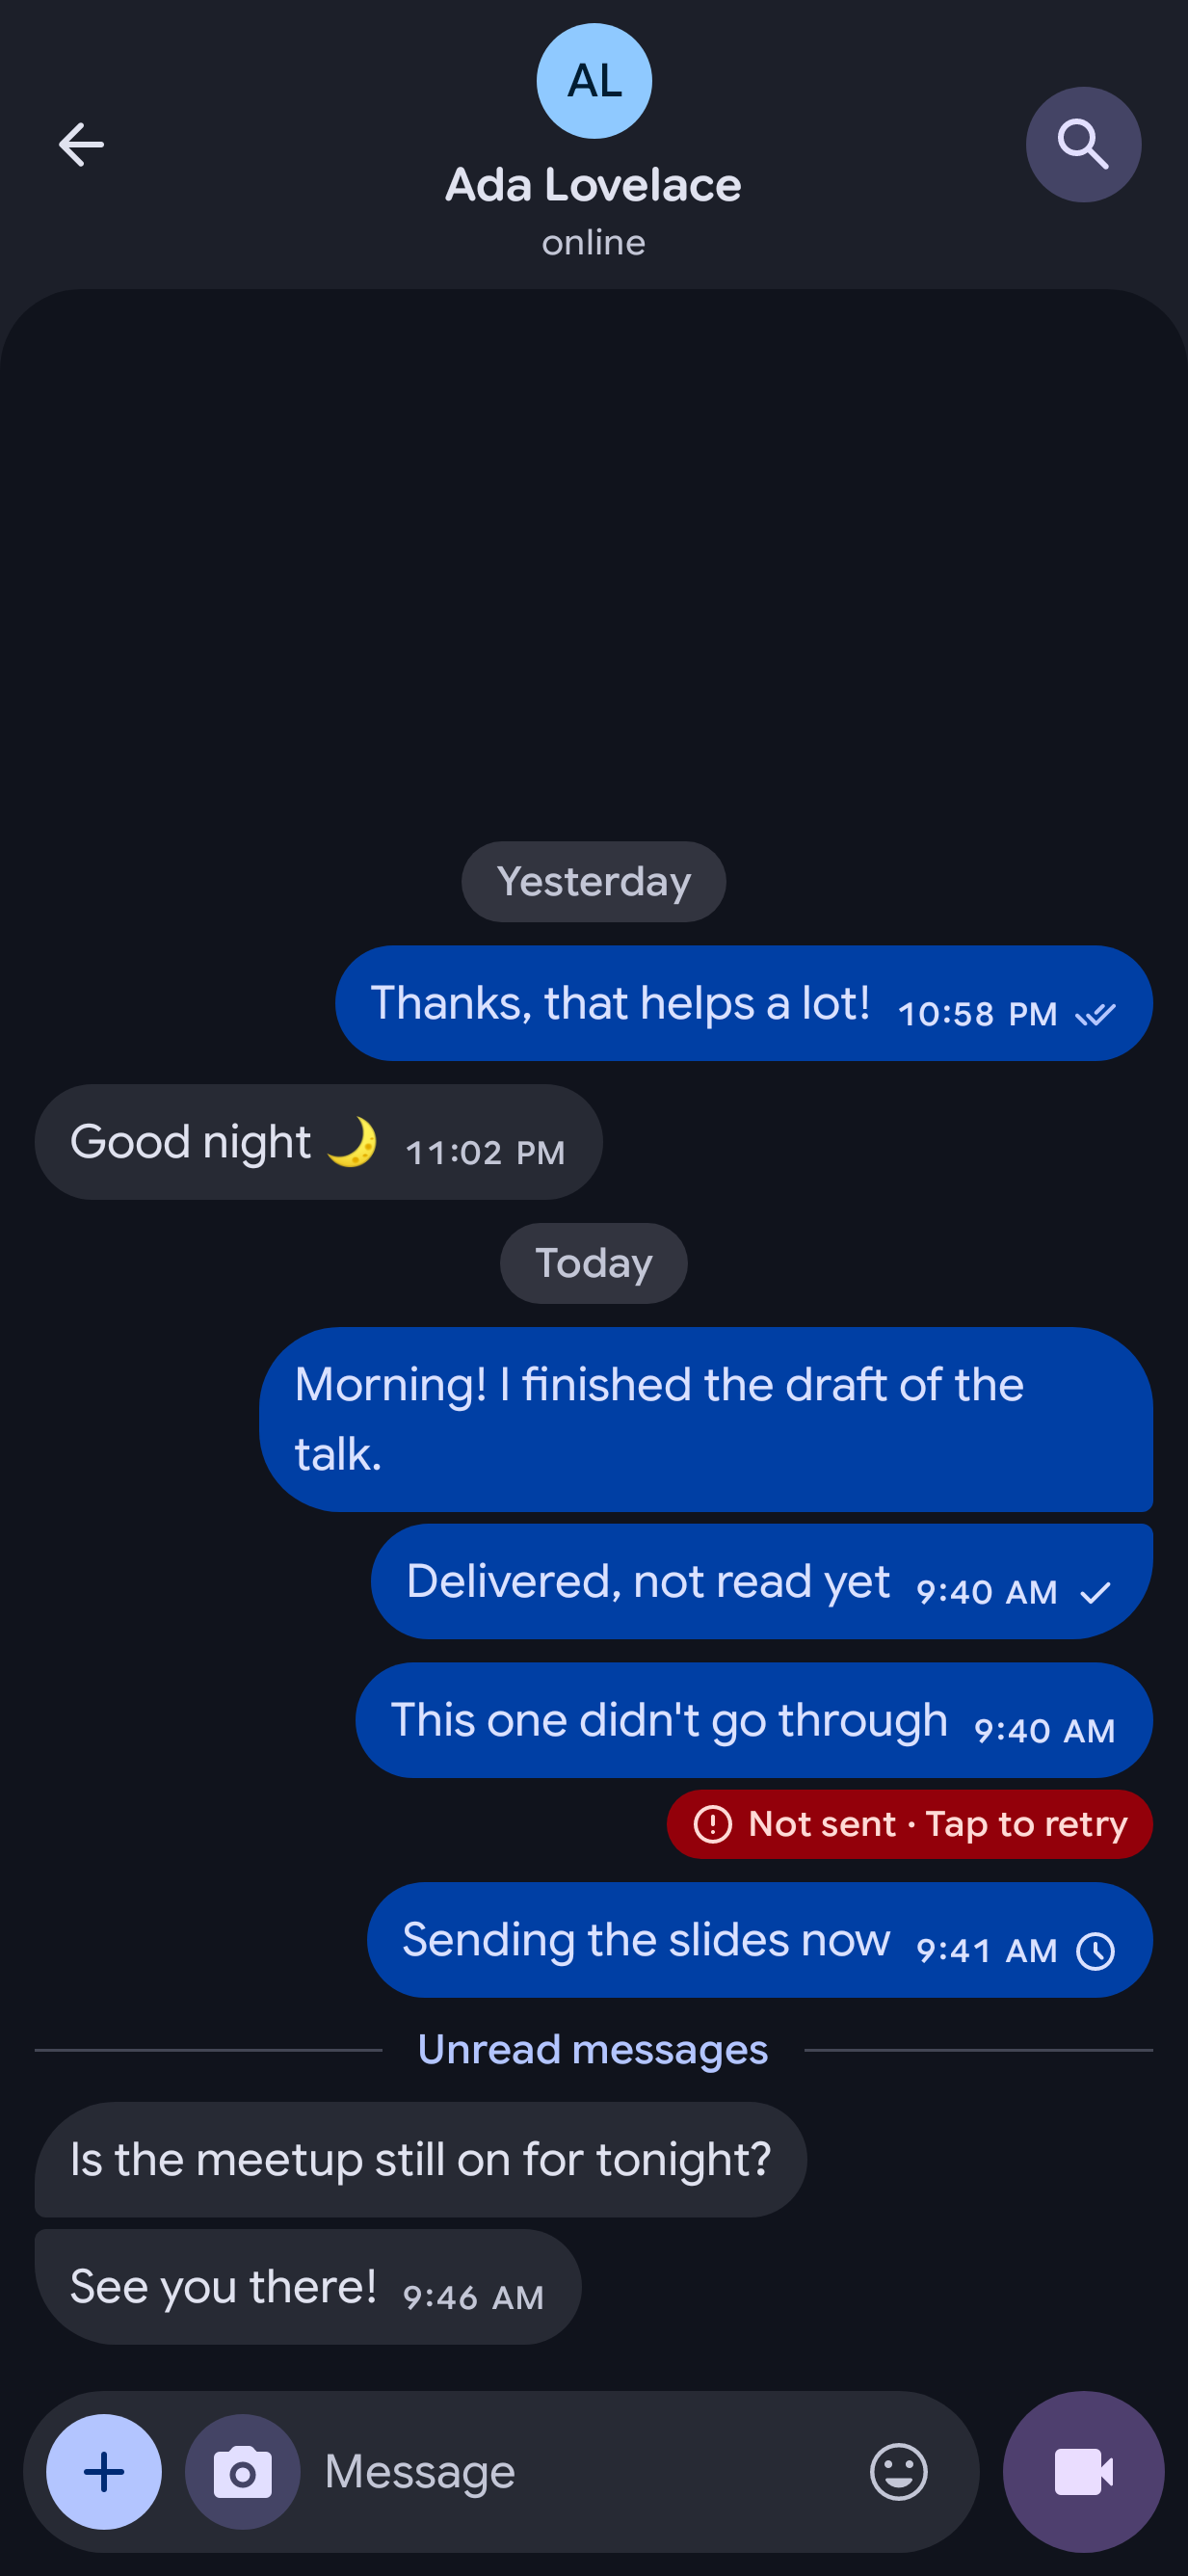 AL
Ada Lovelace
online
Yesterday
Thanks, that helps a lot! 10:58 PM
Good night 🌙 11:02 PM
Today
Morning! I finished the draft of the
talk.
Delivered, not read yet 9:40 AM
This one didn't go through 9:40 AM
Not sent · Tap to retry
Sending the slides now 9:41 AM
Unread messages
Is the meetup still on for tonight?
See you there! 9:46 AM
Message